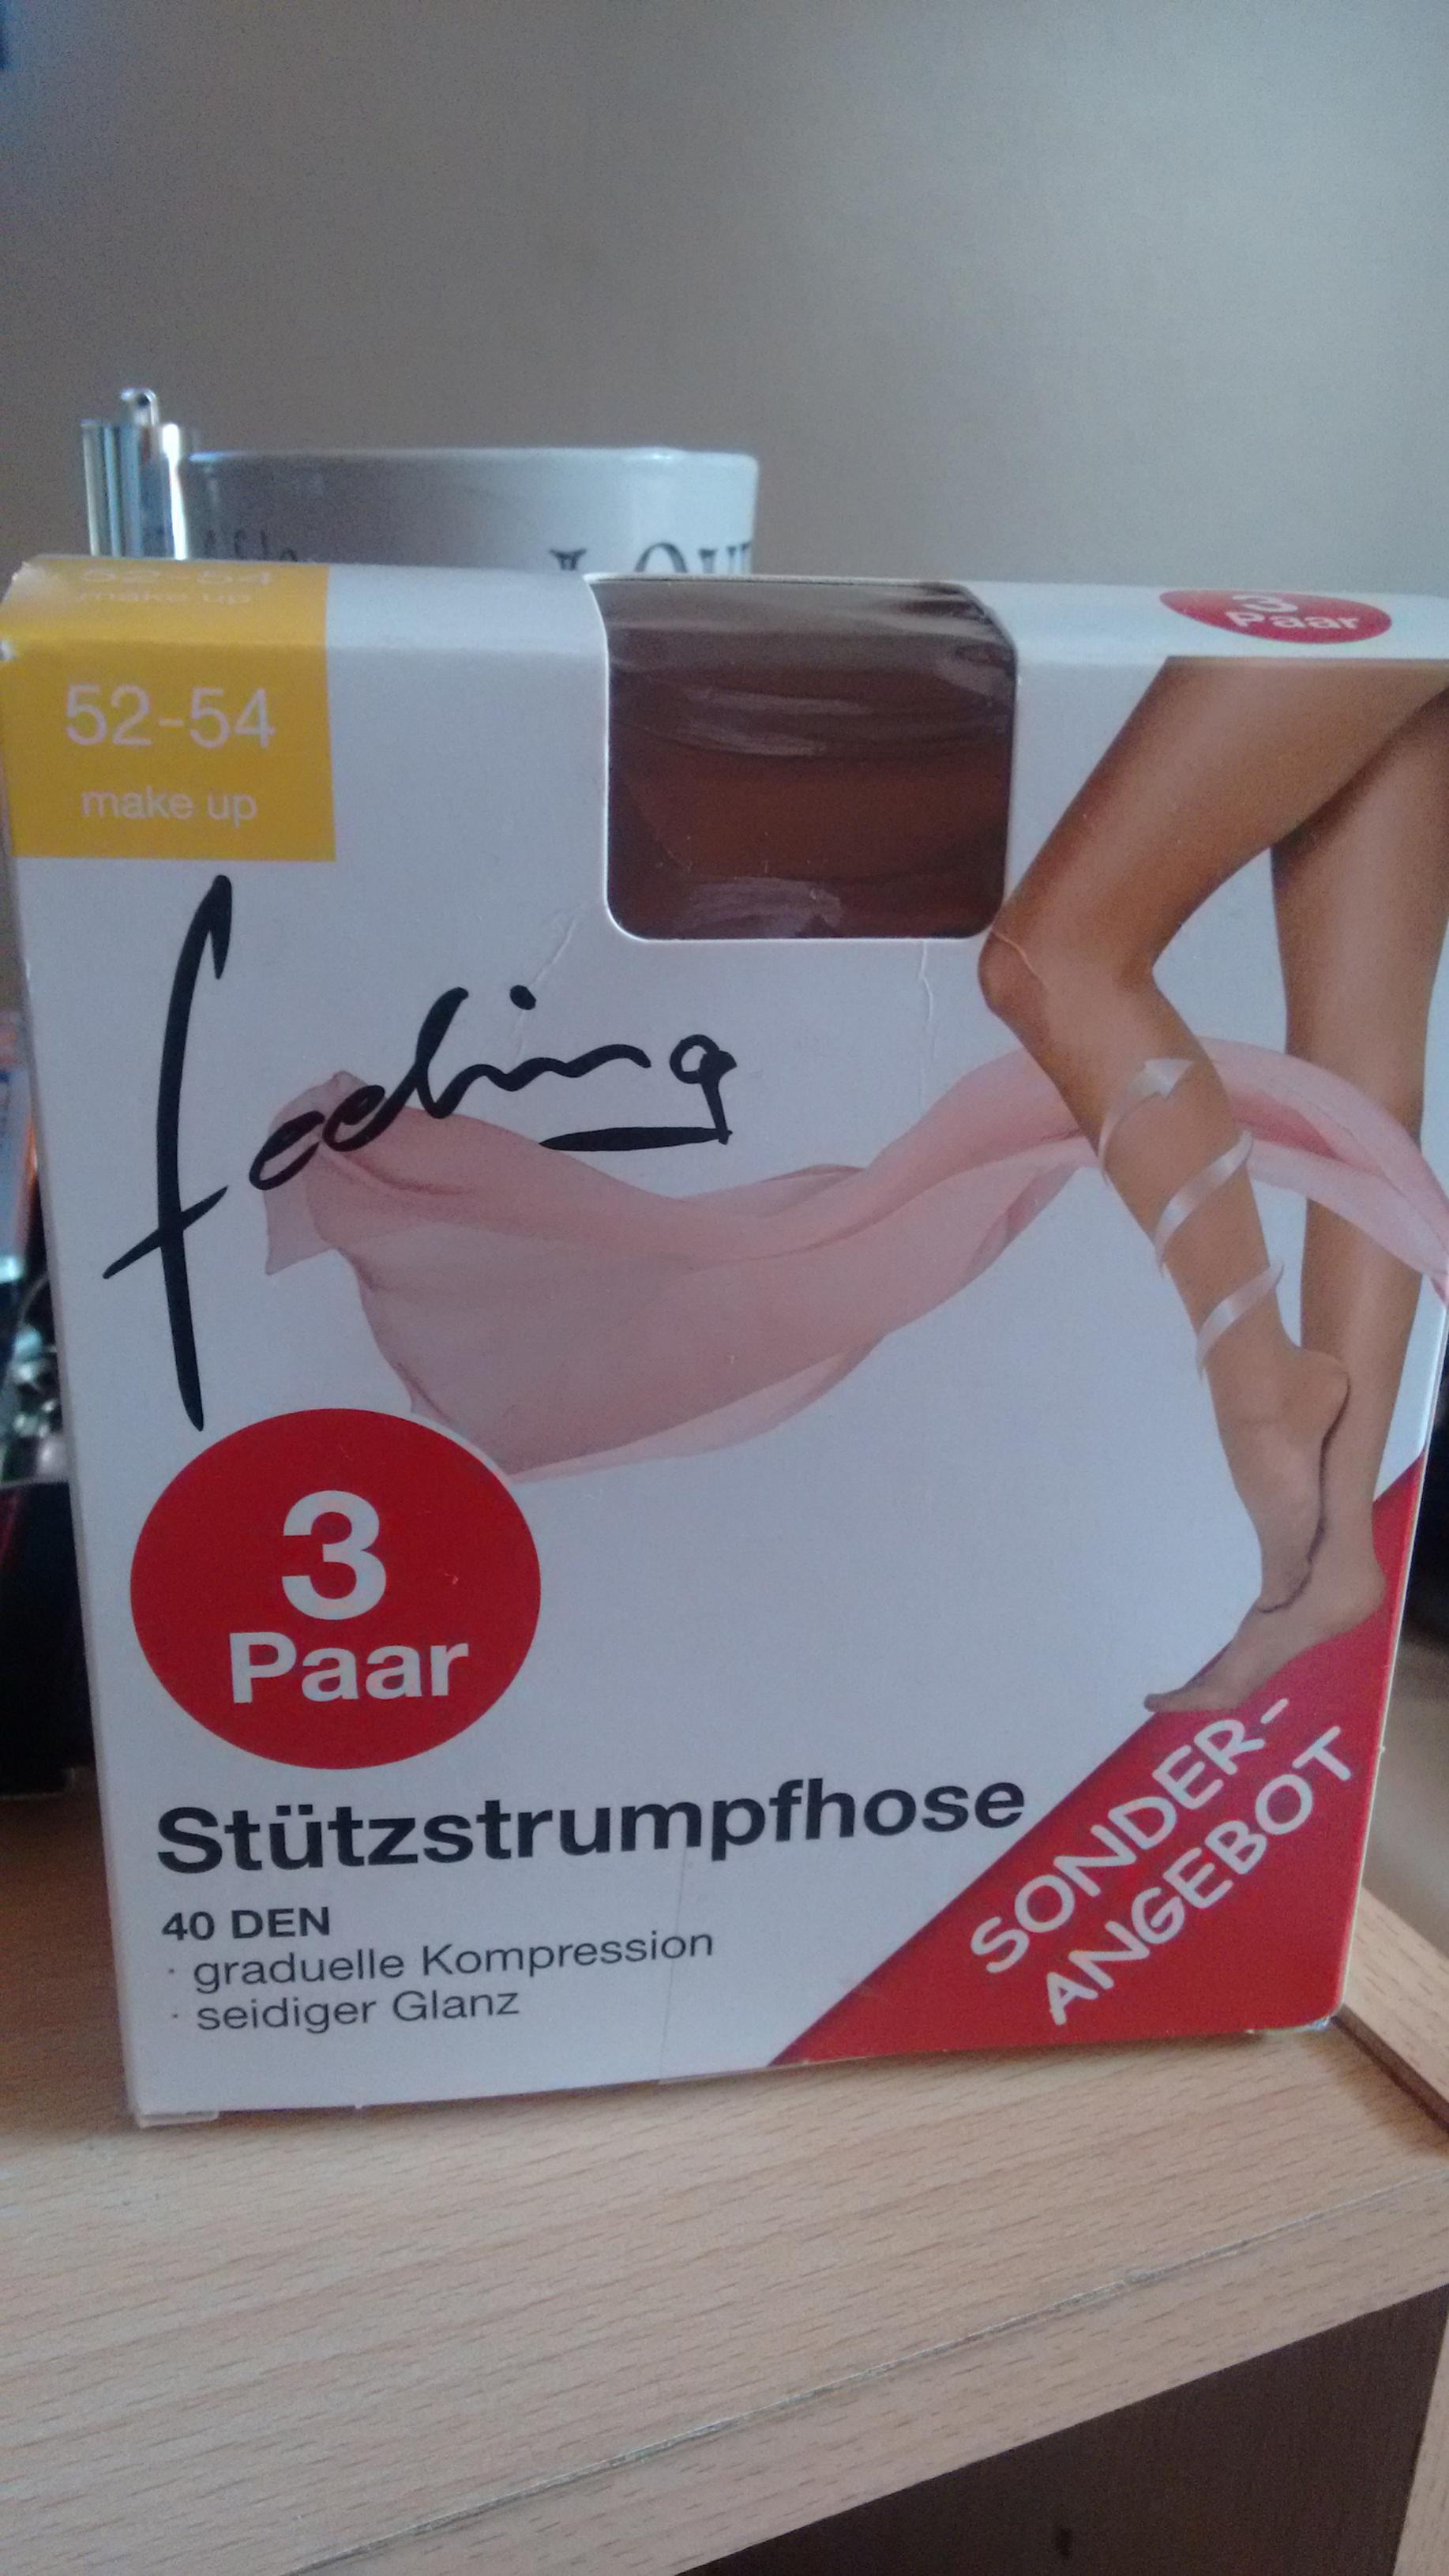 LOVE
52-54
make up
3
Paar
52-54
make up
feeling
3
Paar
Stützstrumpfhose
40 DEN
· graduelle Kompression
· seidiger Glanz
SONDER-
ANGEBOT